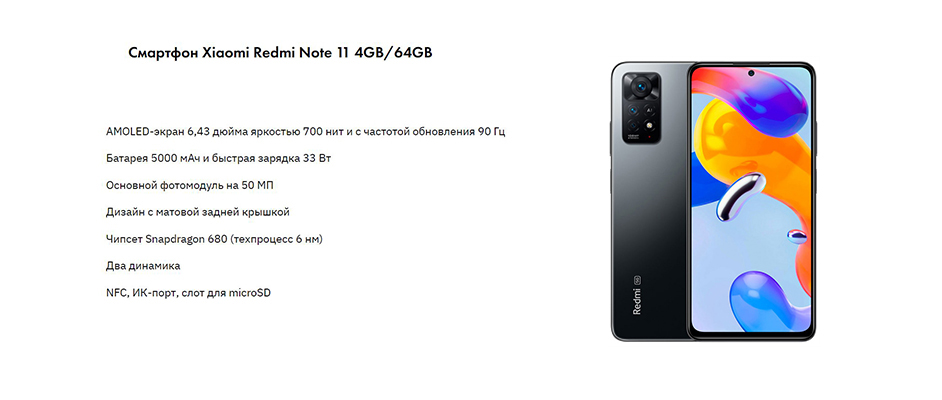 Смартфон Xiaomi Redmi Note 11 4GB/64GB
AMOLED-экран 6,43 дюйма яркостью 700 нит и с частотой обновления 90 Гц
Батарея 5000 мАч и быстрая зарядка 33 Вт
Основной фотомодуль на 50 МП
Дизайн с матовой задней крышкой
Чипсет Snapdragon 680 (техпроцесс 6 нм)
Два динамика
NFC, ИК-порт, слот для microSD
Redmi